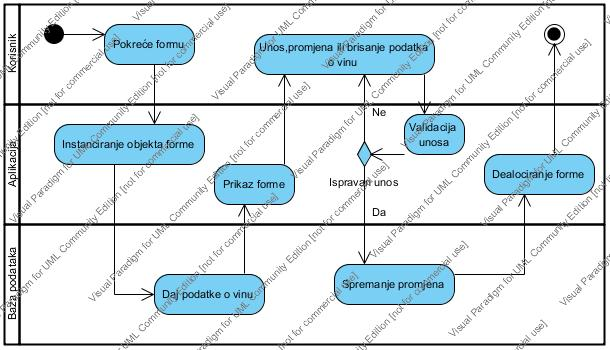 Korisnik
Pokreće formu
Unos,promjena ili brisanje podatka
o vinu
Aplikacija
Instanciranje objekta forme
Prikaz forme
Ne
Validacija
unosa
Ispravan unos
Da
Dealociranje forme
Baza podataka
Daj podatke o vinu
Spremanje promjena
Visual Paradigm for UML Community Edition [not for commercial use]